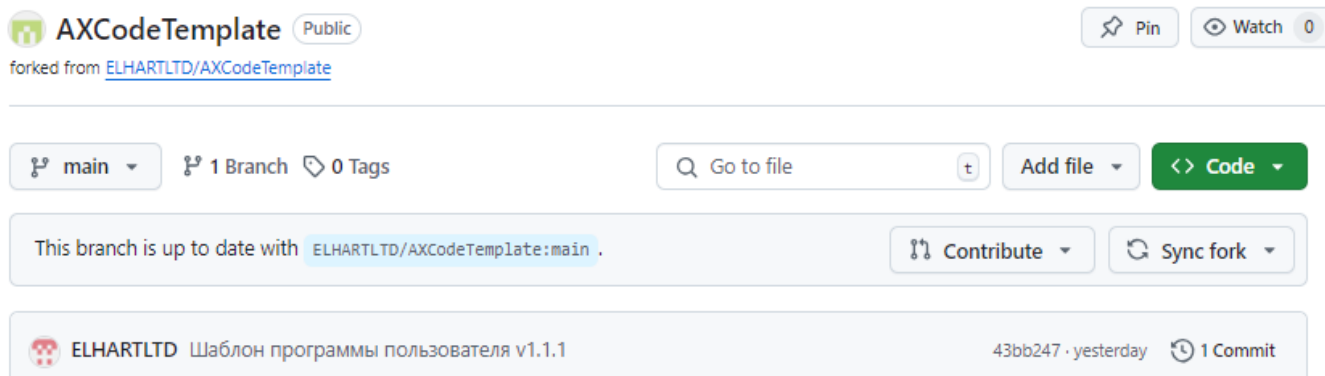 AXCodeTemplate Public Pin Watch 0
forked from ELHARTLTD/AXCodeTemplate
main 1 Branch 0 Tags Go to file t Add file <> Code
This branch is up to date with ELHARTLTD/AXCodeTemplate:main . Contribute Sync fork
ELHARTLTD Шаблон программы пользователя v1.1.1 43bb247 · yesterday 1 Commit